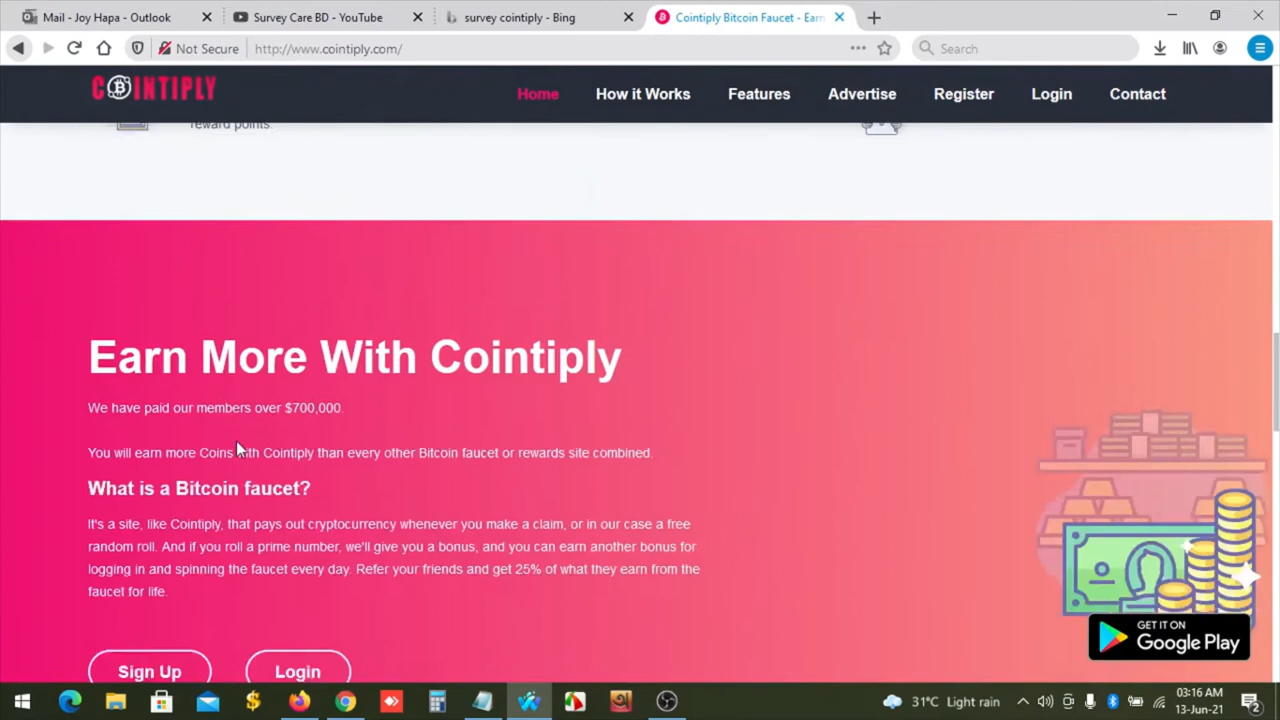 Mail - Joy Hapa - Outlook
Survey Care BD - YouTube
survey cointiply - Bing
Cointiply Bitcoin Faucet - Earn
Not Secure
http://www.cointiply.com/
Search
COINTIPLY
Home
How it Works
Features
Advertise
Register
Login
Contact
reward points.
Earn More With Cointiply
We have paid our members over $700,000.
You will earn more Coins with Cointiply than every other Bitcoin faucet or rewards site combined.
What is a Bitcoin faucet?
It's a site, like Cointiply, that pays out cryptocurrency whenever you make a claim, or in our case a free
random roll. And if you roll a prime number, we'll give you a bonus, and you can earn another bonus for
logging in and spinning the faucet every day. Refer your friends and get 25% of what they earn from the
faucet for life.
Sign Up
Login
GET IT ON
Google Play
31°C Light rain
03:16 AM
13-Jun-21
2